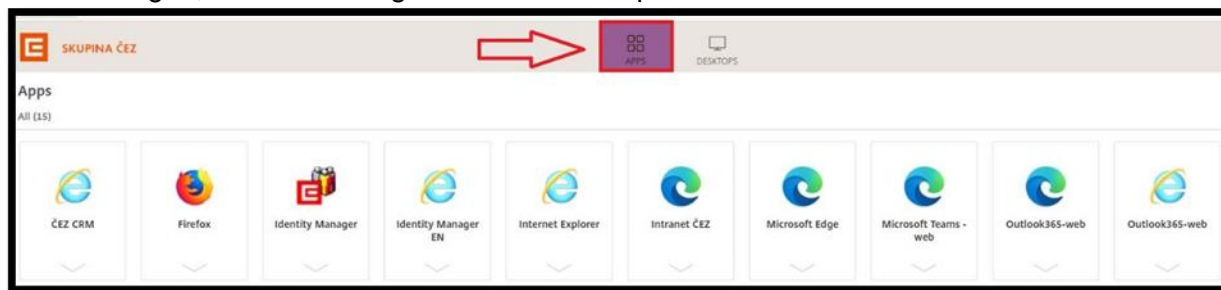 SKUPINA ČEZ
APPS
DESKTOPS
Apps
All (15)
ČEZ CRM
Firefox
Identity Manager
Identity Manager
EN
Internet Explorer
Intranet ČEZ
Microsoft Edge
Microsoft Teams -
web
Outlook365-web
Outlook365-web